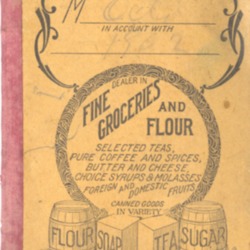 M
IN ACCOUNT WITH
DEALER IN
FINE
GROCERIES
AND
FLOUR
SELECTED TEAS,
PURE COFFEE AND SPICES,
BUTTER AND CHEESE
CHOICE SYRUPS & MOLASSES
FOREIGN AND DOMESTIC FRUITS
CANNED GOODS
IN VARIETY
FLOUR SOAP TEA SUGAR